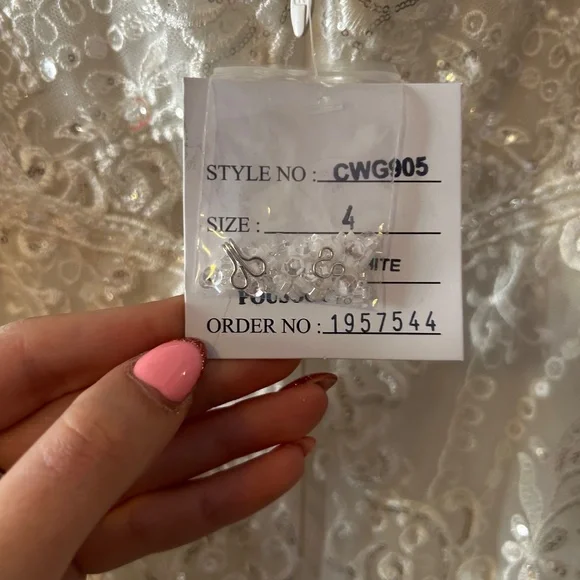 STYLE NO : CWG905
SIZE : 4
ORDER NO : 1957544